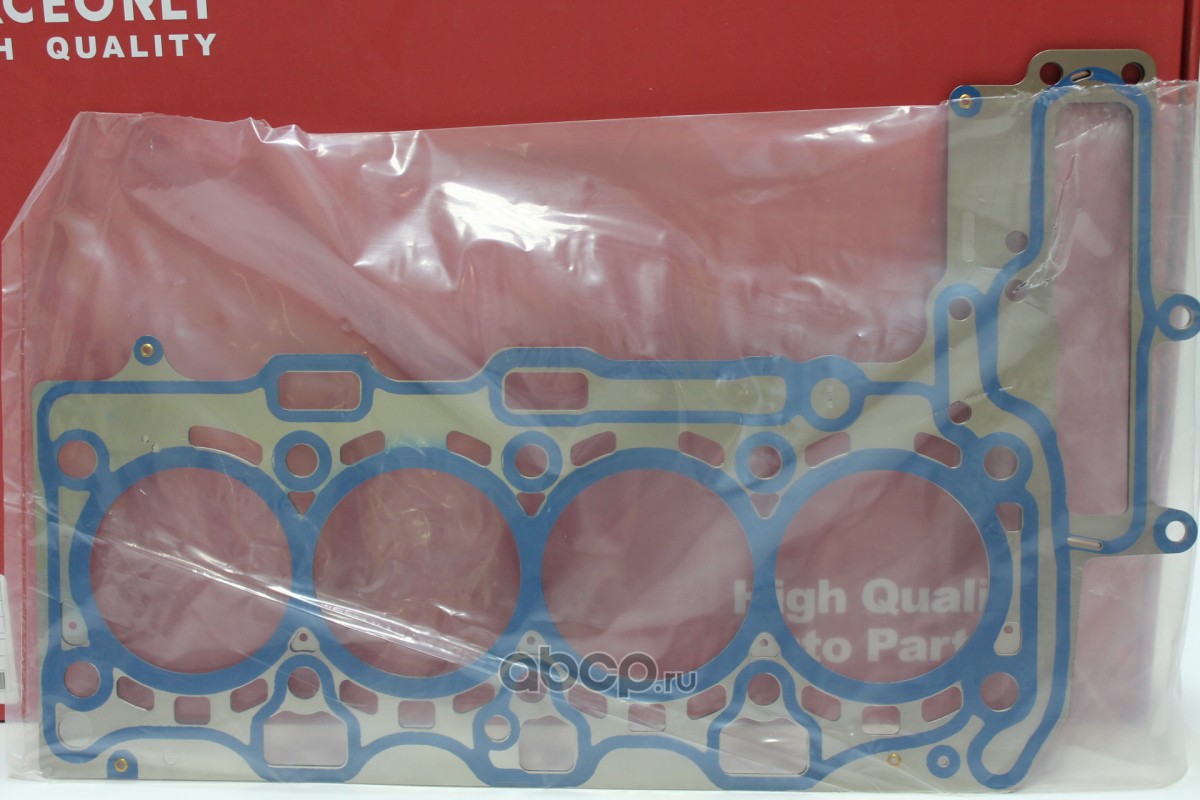 H QUALITY
High Quali
to Part
abcp.ru